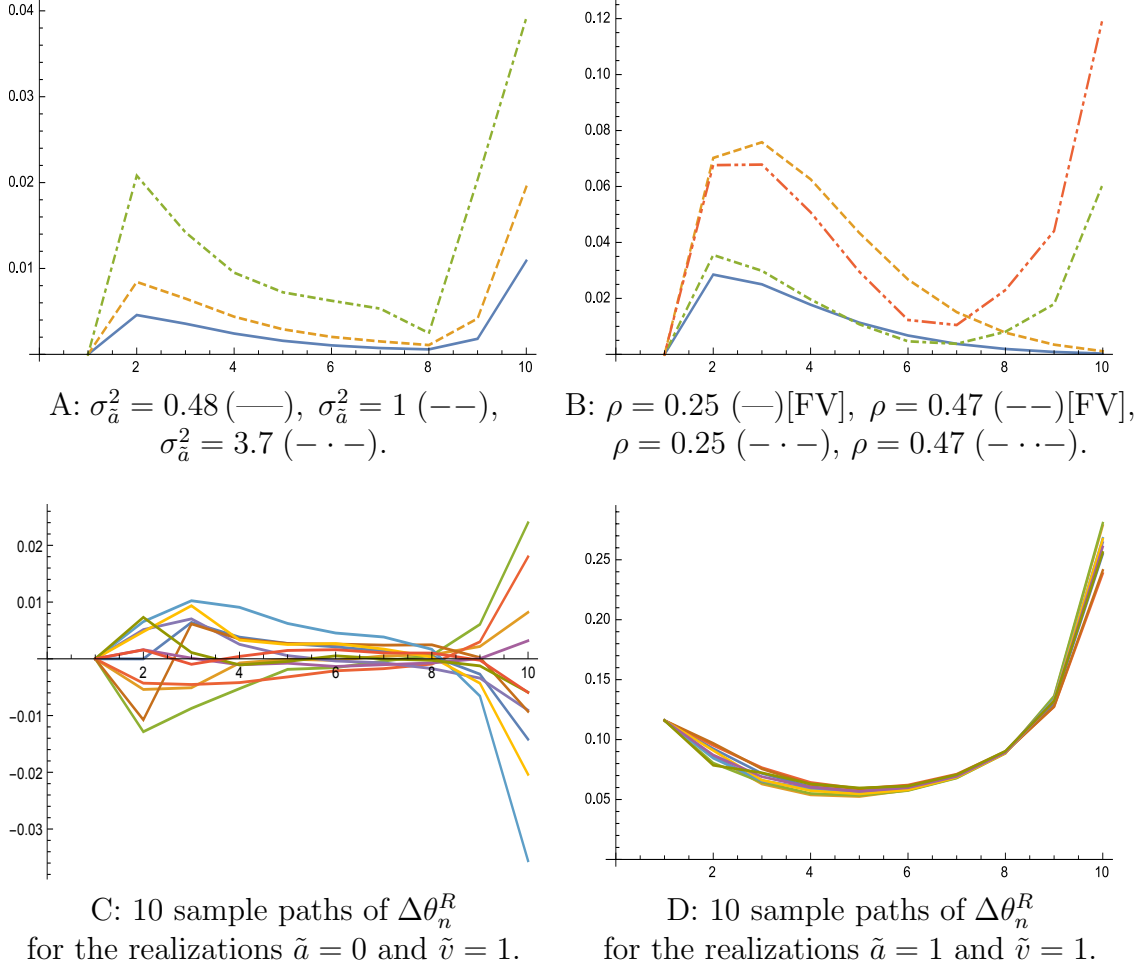 0.04
0.03
0.02
0.01
2 4 6 8 10
0.12
0.10
0.08
0.06
0.04
0.02
2 4 6 8 10
A: σ²_ã = 0.48 (——), σ²_ã = 1 (−−),
σ²_ã = 3.7 (− · −).
B: ρ = 0.25 (—)[FV], ρ = 0.47 (−−)[FV],
ρ = 0.25 (− · −), ρ = 0.47 (− · ·−).
0.02
0.01
2 4 6 8 10
−0.01
−0.02
−0.03
0.25
0.20
0.15
0.10
0.05
2 4 6 8 10
C: 10 sample paths of Δθ_n^R
for the realizations ã = 0 and ṽ = 1.
D: 10 sample paths of Δθ_n^R
for the realizations ã = 1 and ṽ = 1.